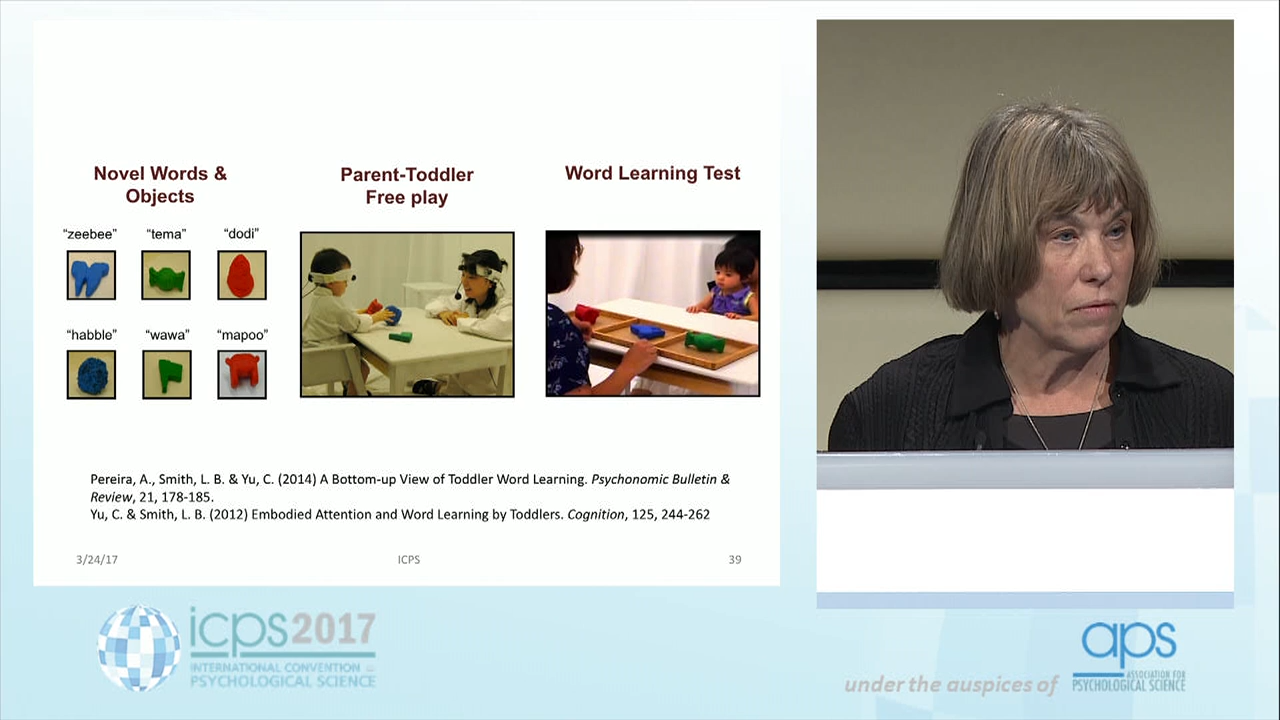 Novel Words &
Objects
Parent-Toddler
Free play
Word Learning Test
“zeebee”
“tema”
“dodi”
“habble”
“wawa”
“mapoo”
Pereira, A., Smith, L. B. & Yu, C. (2014) A Bottom-up View of Toddler Word Learning. Psychonomic Bulletin &
Review, 21, 178-185.
Yu, C. & Smith, L. B. (2012) Embodied Attention and Word Learning by Toddlers. Cognition, 125, 244-262
3/24/17
ICPS
39
icps2017
INTERNATIONAL CONVENTION OF
PSYCHOLOGICAL SCIENCE
under the auspices of
aps
ASSOCIATION FOR
PSYCHOLOGICAL SCIENCE